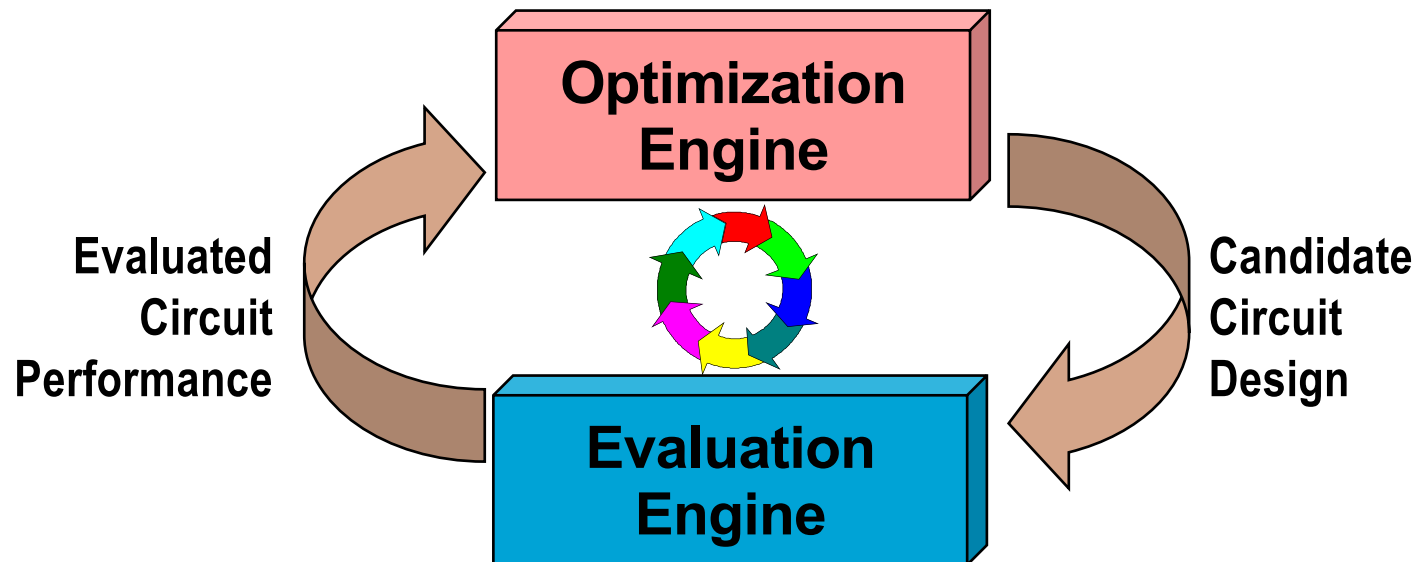 Optimization
Engine
Evaluated
Circuit
Performance
Candidate
Circuit
Design
Evaluation
Engine